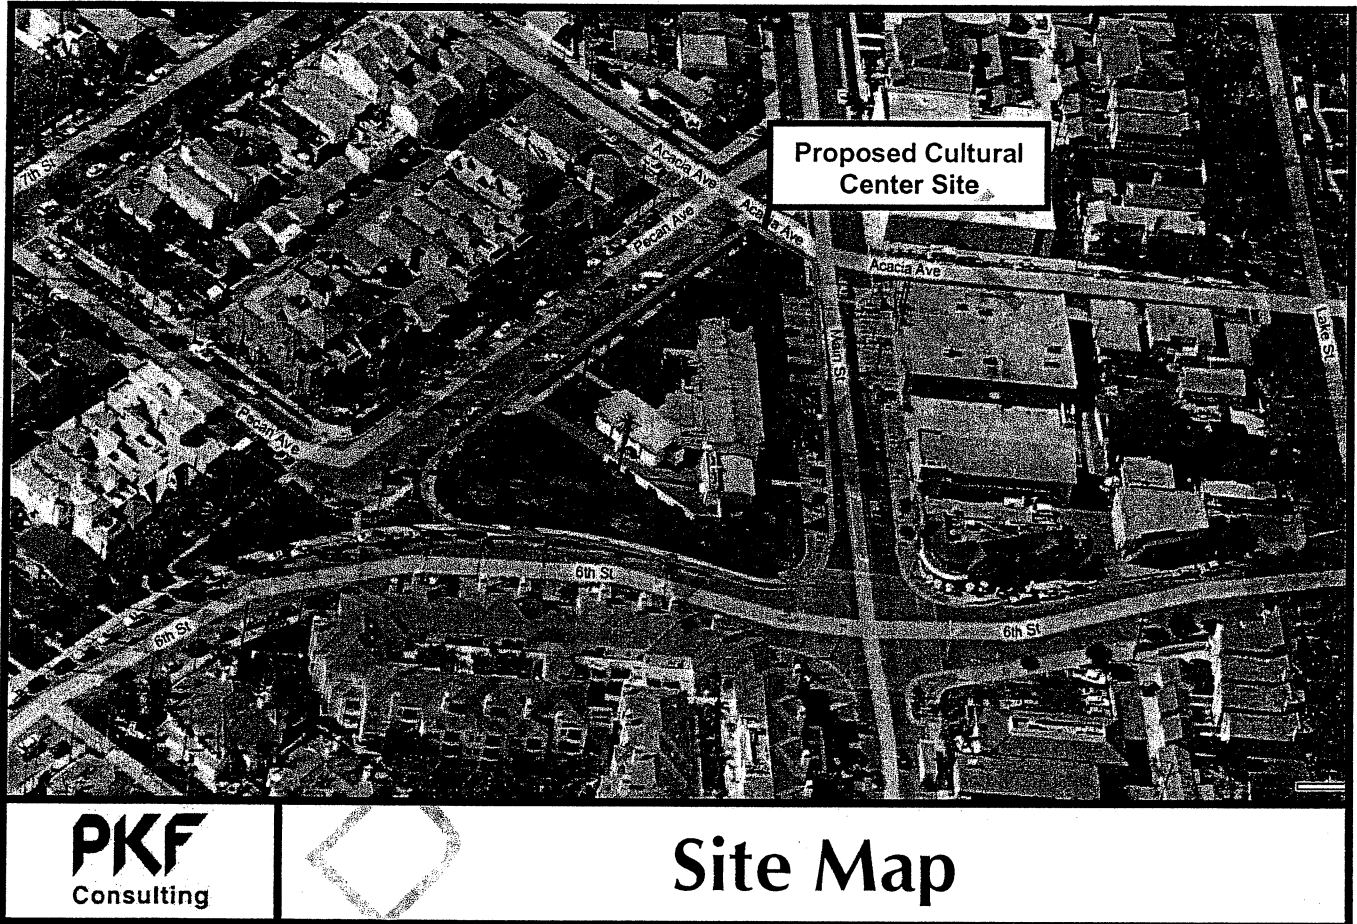 7th St
Acacia Ave
Proposed Cultural
Center Site
Pecan Ave
Acacia Ave
Acacia Ave
Main St
Lake St
Pecan Ave
6th St
6th St
6th St
PKF
Consulting
Site Map